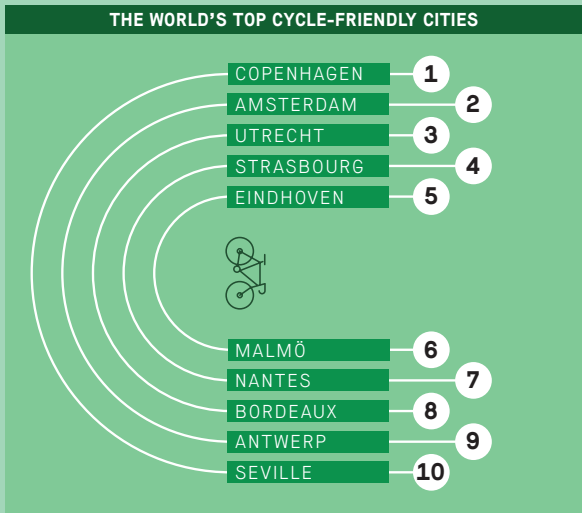 THE WORLD'S TOP CYCLE-FRIENDLY CITIES
COPENHAGEN 1
AMSTERDAM 2
UTRECHT 3
STRASBOURG 4
EINDHOVEN 5
MALMÖ 6
NANTES 7
BORDEAUX 8
ANTWERP 9
SEVILLE 10